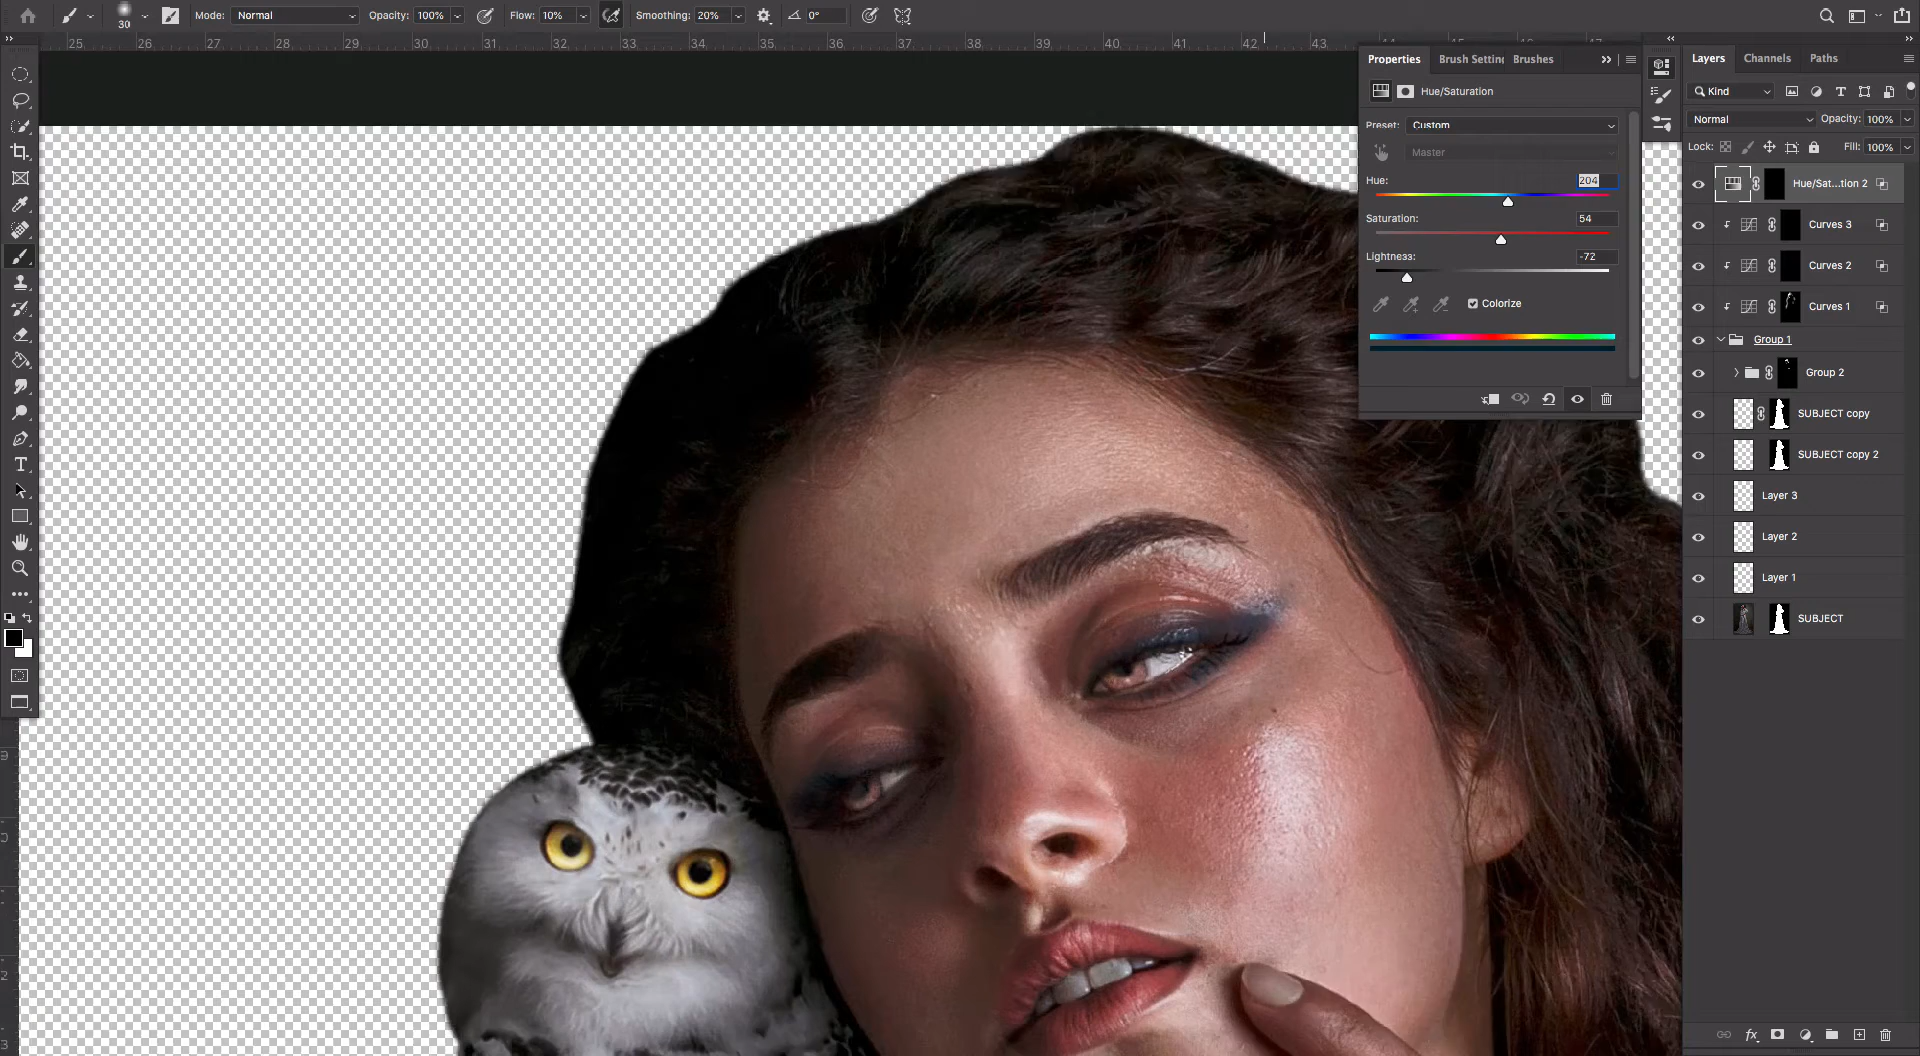 30
Mode:
Normal
Opacity:
100%
Flow:
10%
Smoothing:
20%
0°
25
26
27
28
29
30
31
32
33
34
35
36
37
38
39
40
41
42
43
Properties
Brush Settin
Brushes
Hue/Saturation
Preset:
Custom
Master
Hue:
204
Saturation:
54
Lightness:
-72
Colorize
Layers
Channels
Paths
Kind
Normal
Opacity:
100%
Lock:
Fill:
100%
Hue/Sat...tion 2
Curves 3
Curves 2
Curves 1
Group 1
Group 2
SUBJECT copy
SUBJECT copy 2
Layer 3
Layer 2
Layer 1
SUBJECT